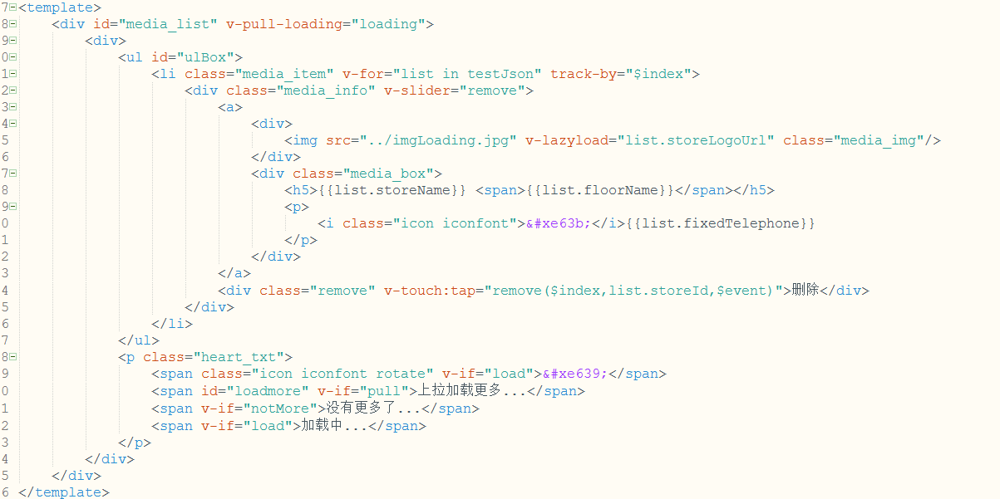 7 <template>
8 <div id="media_list" v-pull-loading="loading">
9 <div>
0 <ul id="ulBox">
1 <li class="media_item" v-for="list in testJson" track-by="$index">
2 <div class="media_info" v-slider="remove">
3 <a>
4 <div>
5 <img src="../imgLoading.jpg" v-lazyload="list.storeLogoUrl" class="media_img"/>
6 </div>
7 <div class="media_box">
8 <h5>{{list.storeName}} <span>{{list.floorName}}</span></h5>
9 <p>
0 <i class="icon iconfont">&#xe63b;</i>{{list.fixedTelephone}}
1 </p>
2 </div>
3 </a>
4 <div class="remove" v-touch:tap="remove($index,list.storeId,$event)">删除</div>
5 </div>
6 </li>
7 </ul>
8 <p class="heart_txt">
9 <span class="icon iconfont rotate" v-if="load">&#xe639;</span>
0 <span id="loadmore" v-if="pull">上拉加载更多...</span>
1 <span v-if="notMore">没有更多了...</span>
2 <span v-if="load">加载中...</span>
3 </p>
4 </div>
5 </div>
6 </template>